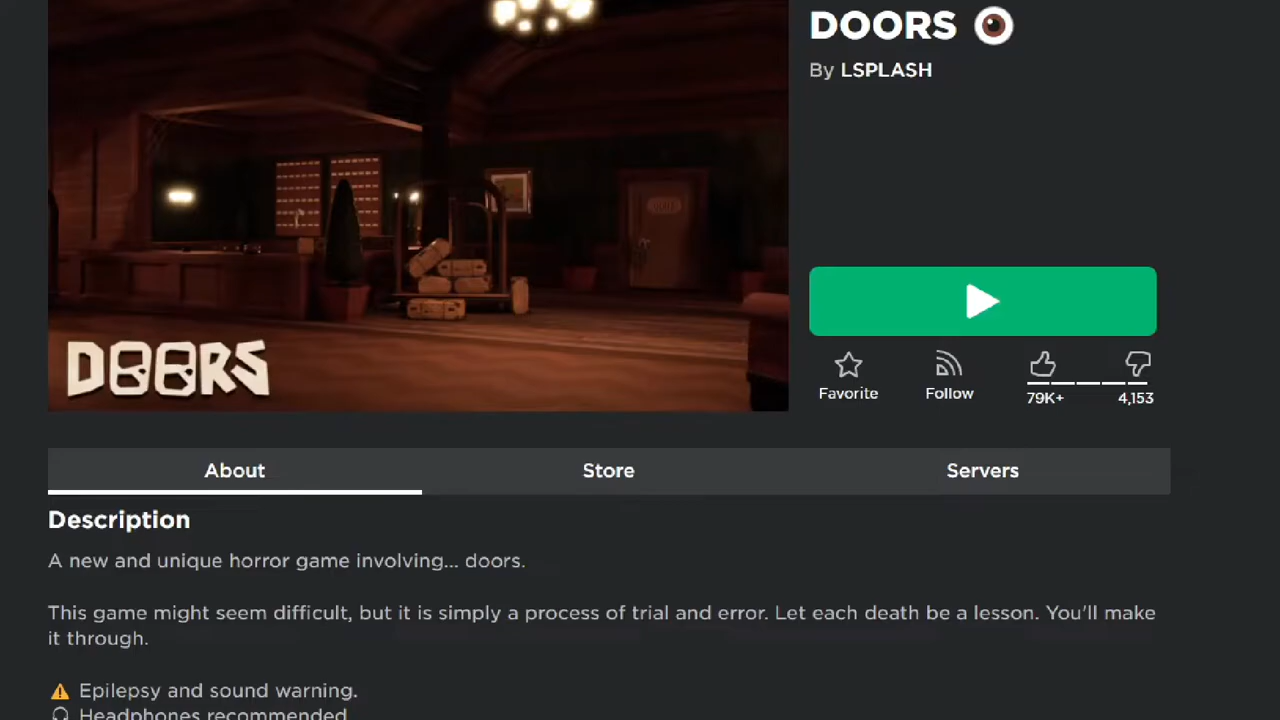 DOORS
By LSPLASH
DOORS
Favorite
Follow
79K+
4,153
About
Store
Servers
Description
A new and unique horror game involving... doors.
This game might seem difficult, but it is simply a process of trial and error. Let each death be a lesson. You'll make
it through.
⚠ Epilepsy and sound warning.
🎧 Headphones recommended